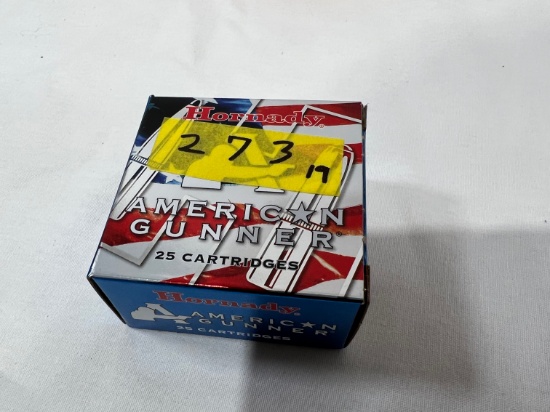 Hornady
273
19
AMERICAN
GUNNER®
25 CARTRIDGES
Hornady
AMERICAN
GUNNER®
25 CARTRIDGES